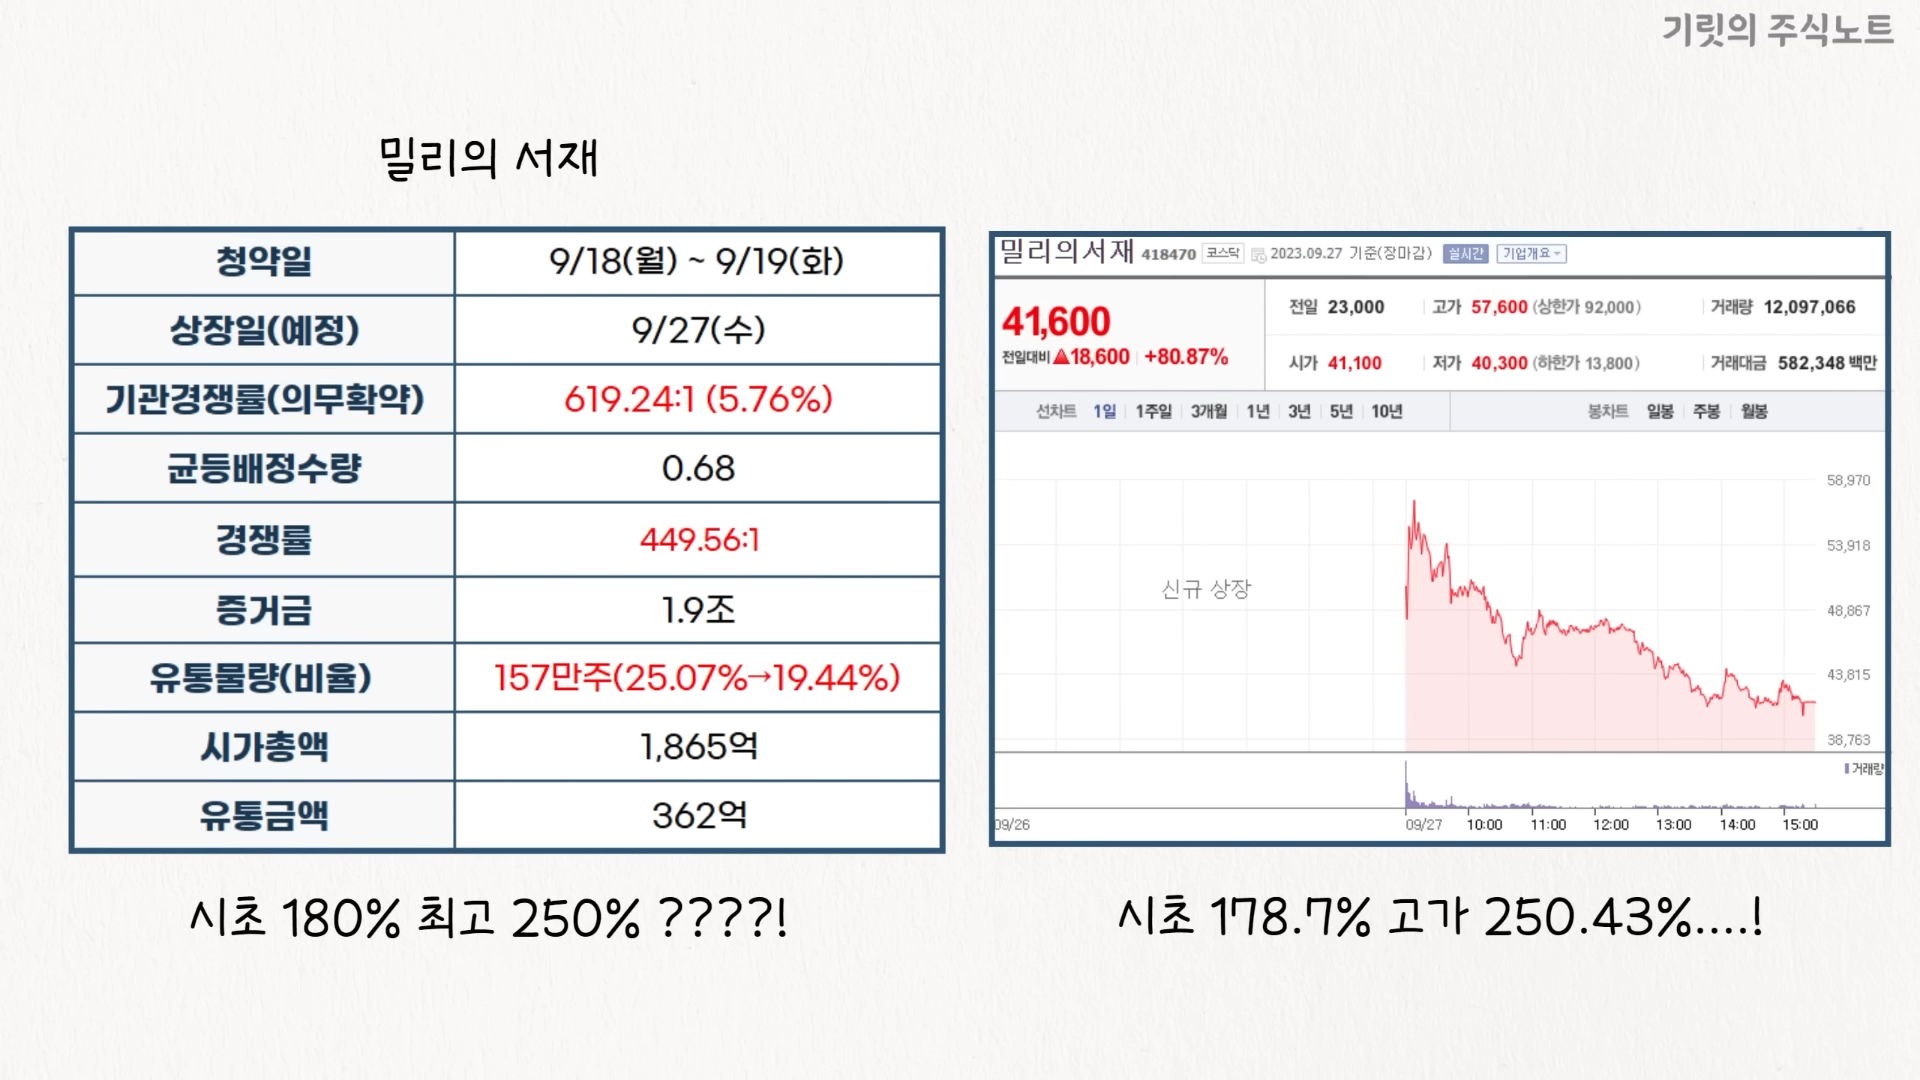 기릿의 주식노트
밀리의 서재
청약일 9/18(월) ~ 9/19(화)
상장일(예정) 9/27(수)
기관경쟁률(의무확약) 619.24:1 (5.76%)
균등배정수량 0.68
경쟁률 449.56:1
증거금 1.9조
유통물량(비율) 157만주(25.07%→19.44%)
시가총액 1,865억
유통금액 362억
시초 180% 최고 250% ????!
밀리의서재 418470 코스닥 2023.09.27 기준(장마감) 실시간 기업개요
41,600
전일대비 ▲18,600 +80.87%
전일 23,000 고가 57,600 (상한가 92,000) 거래량 12,097,066
시가 41,100 저가 40,300 (하한가 13,800) 거래대금 582,348 백만
선차트 1일 1주일 3개월 1년 3년 5년 10년 봉차트 일봉 주봉 월봉
58,970
53,918
신규 상장
48,867
43,815
38,763
거래량
09/26 09/27 10:00 11:00 12:00 13:00 14:00 15:00
시초 178.7% 고가 250.43%....!